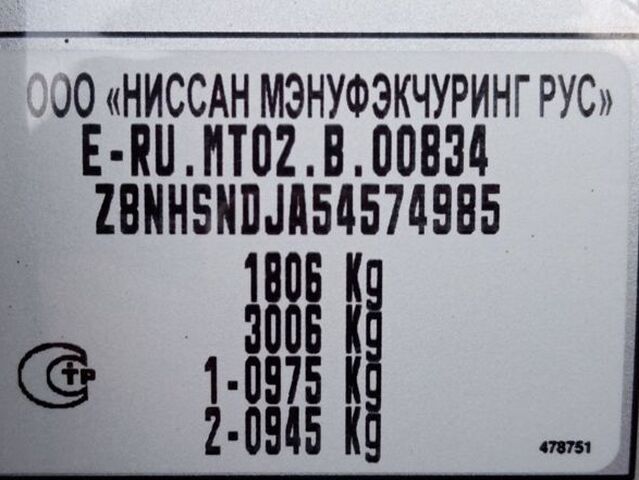 ООО «НИССАН МЭНУФЭКЧУРИНГ РУС»
E-RU.MT02.B.00834
Z8NHSNDJA54574985
1806 Kg
3006 Kg
1-0975 Kg
2-0945 Kg
Стр
478751